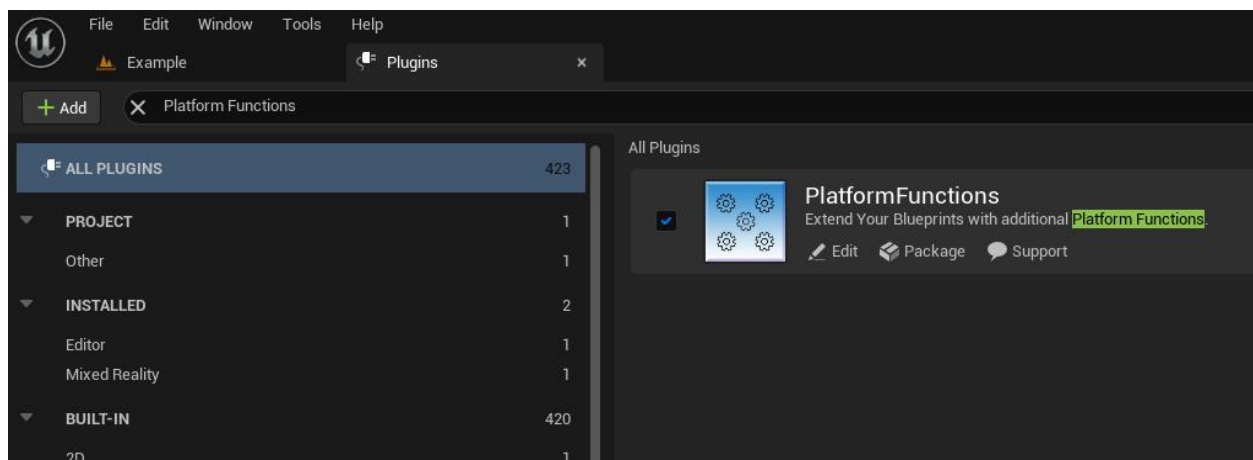 File Edit Window Tools Help
Example
Plugins
+ Add
Platform Functions
ALL PLUGINS 423
PROJECT 1
Other 1
INSTALLED 2
Editor 1
Mixed Reality 1
BUILT-IN 420
2D 1
All Plugins
PlatformFunctions
Extend Your Blueprints with additional Platform Functions.
Edit Package Support